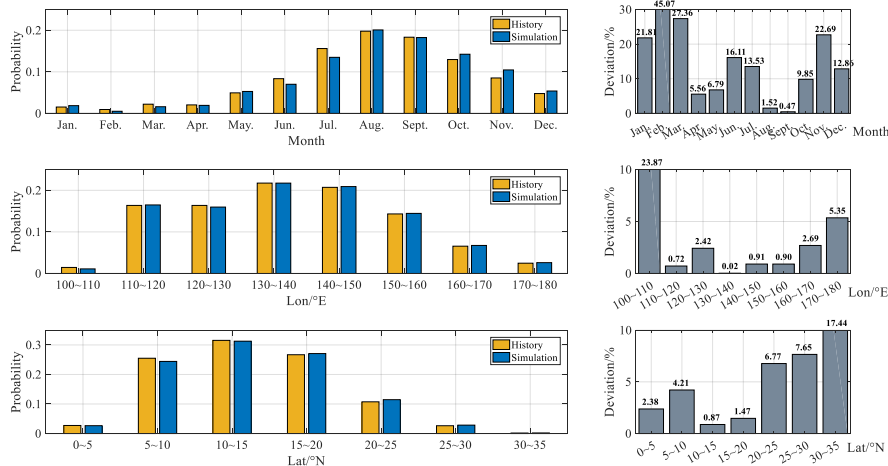 0.2
0.1
0
Probability
History
Simulation
Jan. Feb. Mar. Apr. May. Jun. Jul. Aug. Sept. Oct. Nov. Dec.
Month
30
20
10
0
Deviation/%
21.81 45.07 27.36 5.56 6.79 16.11 13.53 1.52 0.47 9.85 22.69 12.86
Jan. Feb. Mar. Apr. May. Jun. Jul. Aug. Sept. Oct. Nov. Dec.
Month
0.2
0.1
0
Probability
History
Simulation
100~110 110~120 120~130 130~140 140~150 150~160 160~170 170~180
Lon/°E
10
5
0
Deviation/%
23.87 0.72 2.42 0.02 0.91 0.90 2.69 5.35
100~110 110~120 120~130 130~140 140~150 150~160 160~170 170~180
Lon/°E
0.3
0.2
0.1
0
Probability
History
Simulation
0~5 5~10 10~15 15~20 20~25 25~30 30~35
Lat/°N
10
5
0
Deviation/%
2.38 4.21 0.87 1.47 6.77 7.65 17.44
0~5 5~10 10~15 15~20 20~25 25~30 30~35
Lat/°N